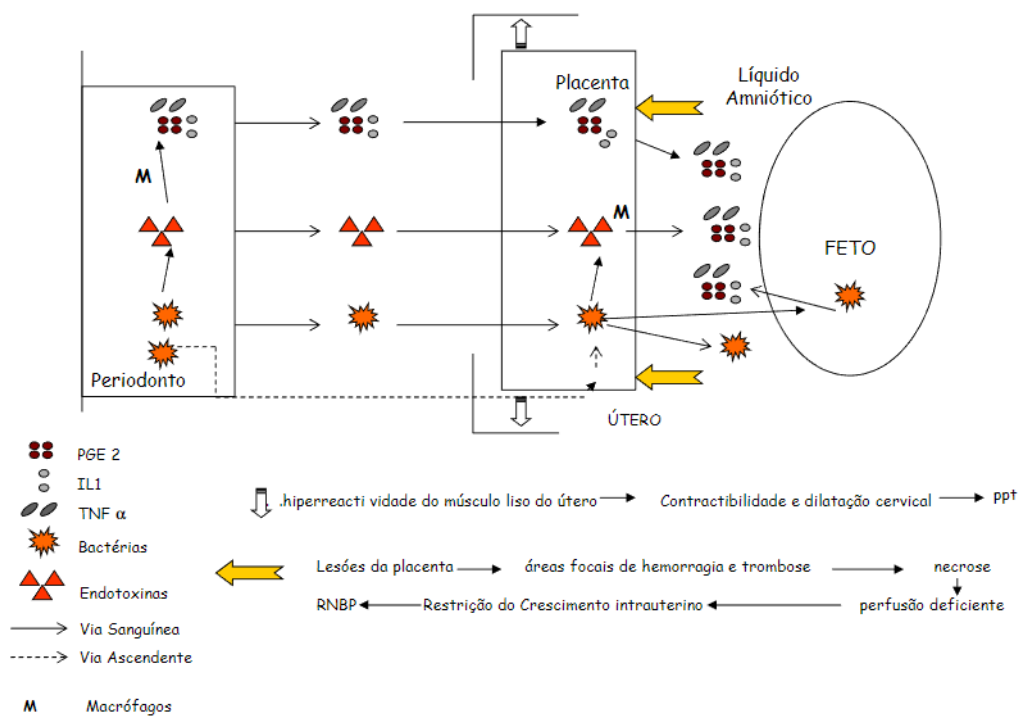 Placenta
Líquido
Amniótico
M
M
FETO
Periodonto
ÚTERO
PGE 2
IL1
TNF α
Bactérias
Endotoxinas
Via Sanguínea
Via Ascendente
M Macrófagos
.hiperreacti vidade do músculo liso do útero Contractibilidade e dilatação cervical ppt
Lesões da placenta áreas focais de hemorragia e trombose necrose
RNBP Restrição do Crescimento intrauterino perfusão deficiente